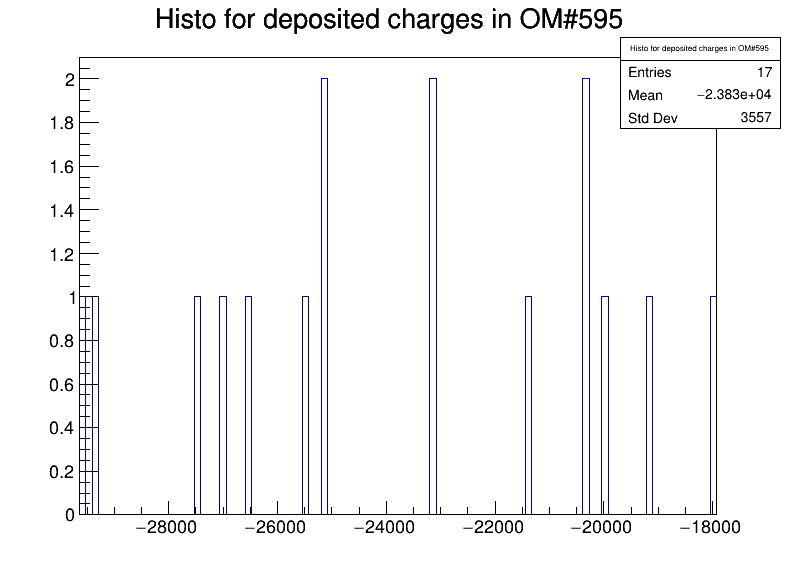 Histo for deposited charges in OM#595
Histo for deposited charges in OM#595
Entries 17
Mean −2.383e+04
Std Dev 3557
2
1.8
1.6
1.4
1.2
1
0.8
0.6
0.4
0.2
0
−28000 −26000 −24000 −22000 −20000 −18000